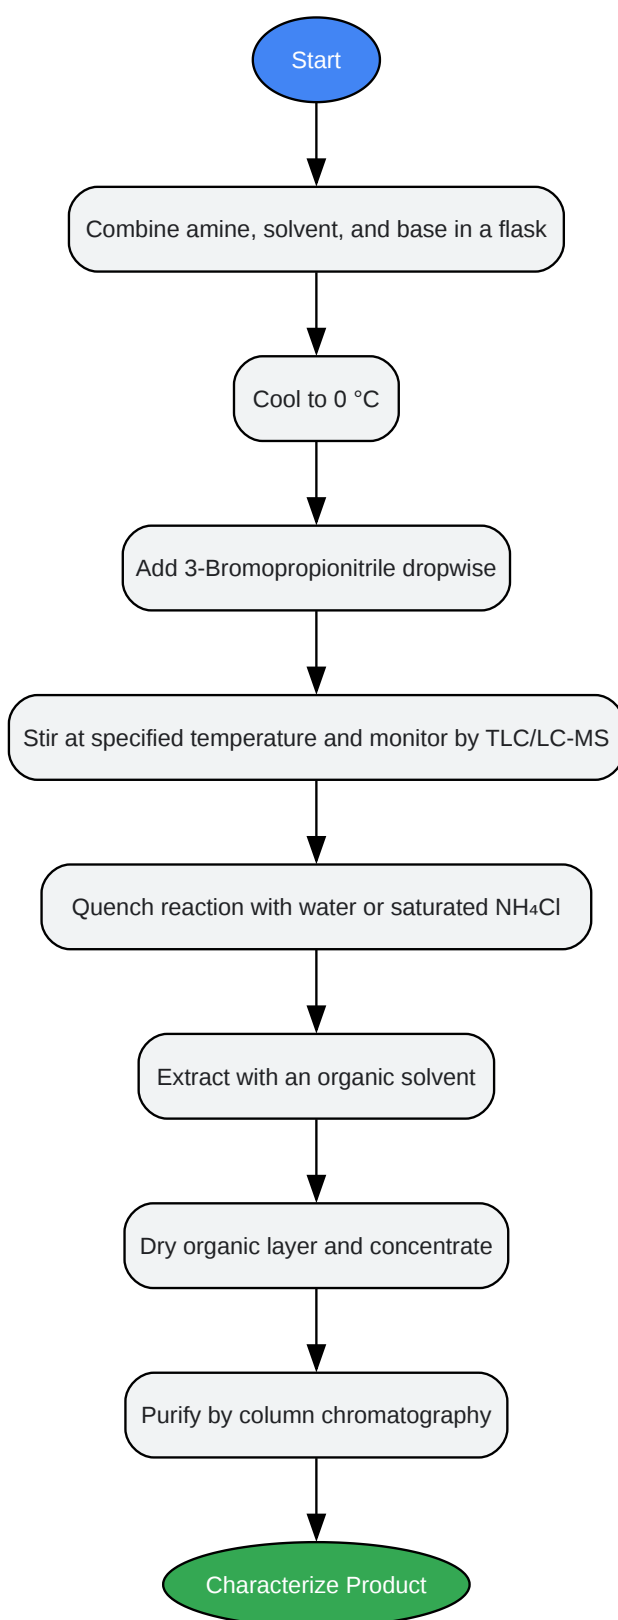 Start
Combine amine, solvent, and base in a flask
Cool to 0 °C
Add 3-Bromopropionitrile dropwise
Stir at specified temperature and monitor by TLC/LC-MS
Quench reaction with water or saturated NH₄Cl
Extract with an organic solvent
Dry organic layer and concentrate
Purify by column chromatography
Characterize Product